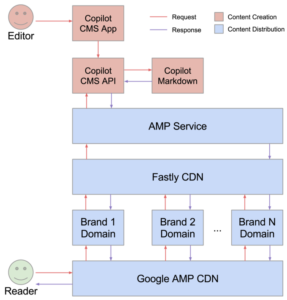 Request
Content Creation
Response
Content Distribution
Editor
Copilot
CMS App
Copilot
CMS API
Copilot
Markdown
AMP Service
Fastly CDN
Brand 1
Domain
Brand 2
Domain
...
Brand N
Domain
Reader
Google AMP CDN